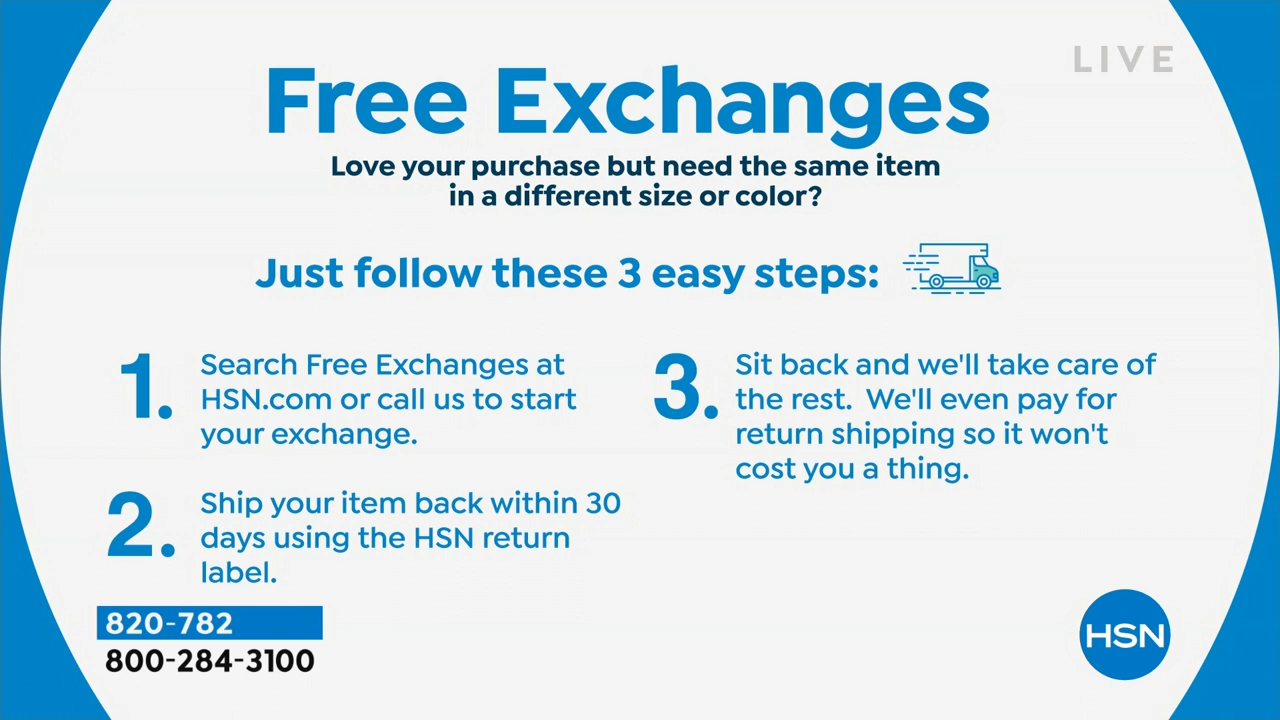 LIVE
Free Exchanges
Love your purchase but need the same item
in a different size or color?
Just follow these 3 easy steps:
1. Search Free Exchanges at
HSN.com or call us to start
your exchange.
2. Ship your item back within 30
days using the HSN return
label.
3. Sit back and we'll take care of
the rest.  We'll even pay for
return shipping so it won't
cost you a thing.
820-782
800-284-3100
HSN